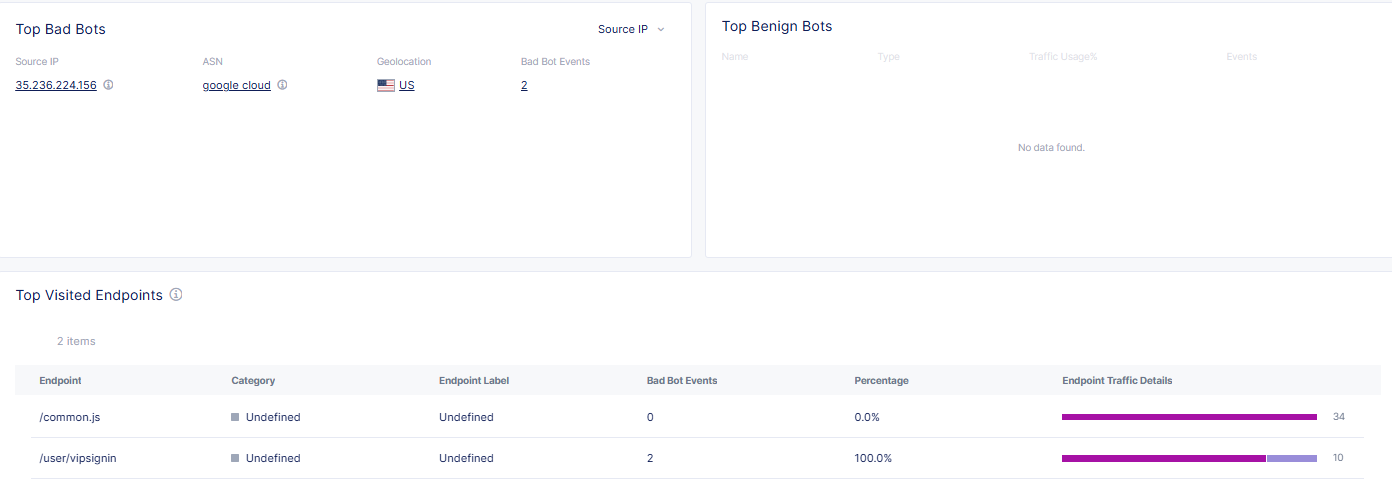 Top Bad Bots
Source IP
Source IP ASN Geolocation Bad Bot Events
35.236.224.156 google cloud US 2
Top Benign Bots
Name Type Traffic Usage% Events
No data found.
Top Visited Endpoints
2 items
Endpoint Category Endpoint Label Bad Bot Events Percentage Endpoint Traffic Details
/common.js Undefined Undefined 0 0.0% 34
/user/vipsignin Undefined Undefined 2 100.0% 10